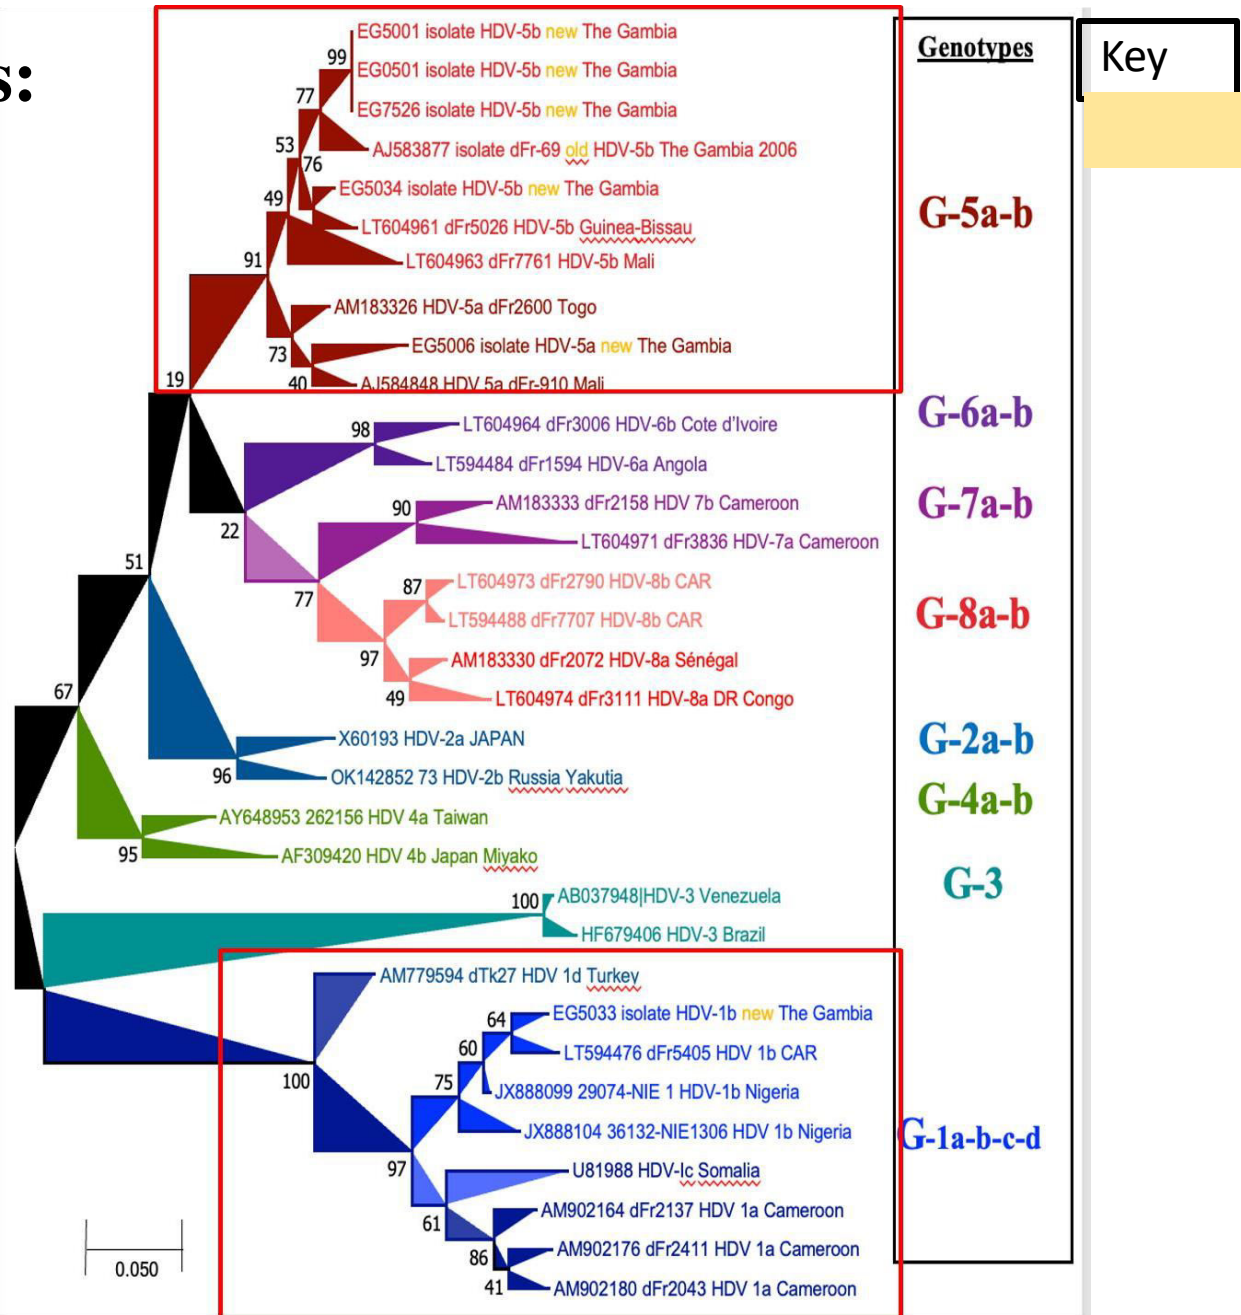 s:
Genotypes
Key
EG5001 isolate HDV-5b new The Gambia
99
EG0501 isolate HDV-5b new The Gambia
77
EG7526 isolate HDV-5b new The Gambia
53
AJ583877 isolate dFr-69 old HDV-5b The Gambia 2006
76
EG5034 isolate HDV-5b new The Gambia
49
G-5a-b
LT604961 dFr5026 HDV-5b Guinea-Bissau
91
LT604963 dFr7761 HDV-5b Mali
AM183326 HDV-5a dFr2600 Togo
73
EG5006 isolate HDV-5a new The Gambia
19
40
AJ584848 HDV 5a dFr-910 Mali
G-6a-b
98
LT604964 dFr3006 HDV-6b Cote d'Ivoire
LT594484 dFr1594 HDV-6a Angola
90
AM183333 dFr2158 HDV 7b Cameroon
G-7a-b
22
LT604971 dFr3836 HDV-7a Cameroon
51
87
LT604973 dFr2790 HDV-8b CAR
77
LT594488 dFr7707 HDV-8b CAR
G-8a-b
97
AM183330 dFr2072 HDV-8a Sénégal
67
49
LT604974 dFr3111 HDV-8a DR Congo
X60193 HDV-2a JAPAN
G-2a-b
96
OK142852 73 HDV-2b Russia Yakutia
G-4a-b
AY648953 262156 HDV 4a Taiwan
95
AF309420 HDV 4b Japan Miyako
G-3
100
AB037948|HDV-3 Venezuela
HF679406 HDV-3 Brazil
AM779594 dTk27 HDV 1d Turkey
64
EG5033 isolate HDV-1b new The Gambia
60
LT594476 dFr5405 HDV 1b CAR
100
75
JX888099 29074-NIE 1 HDV-1b Nigeria
JX888104 36132-NIE1306 HDV 1b Nigeria
G-1a-b-c-d
97
U81988 HDV-Ic Somalia
61
AM902164 dFr2137 HDV 1a Cameroon
86
AM902176 dFr2411 HDV 1a Cameroon
41
AM902180 dFr2043 HDV 1a Cameroon
0.050